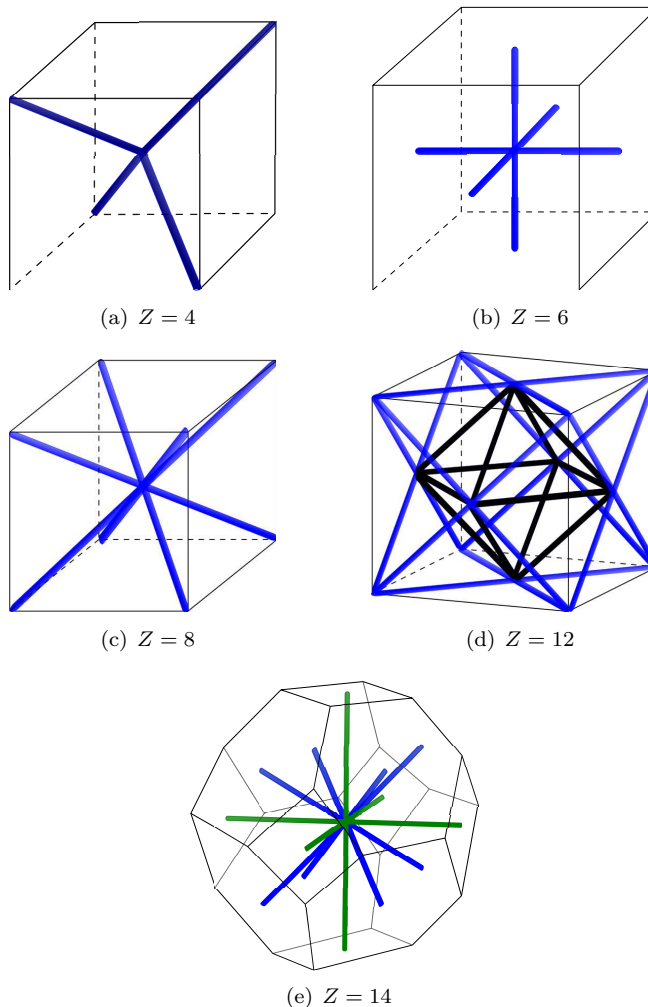 (a) Z = 4
(b) Z = 6
(c) Z = 8
(d) Z = 12
(e) Z = 14